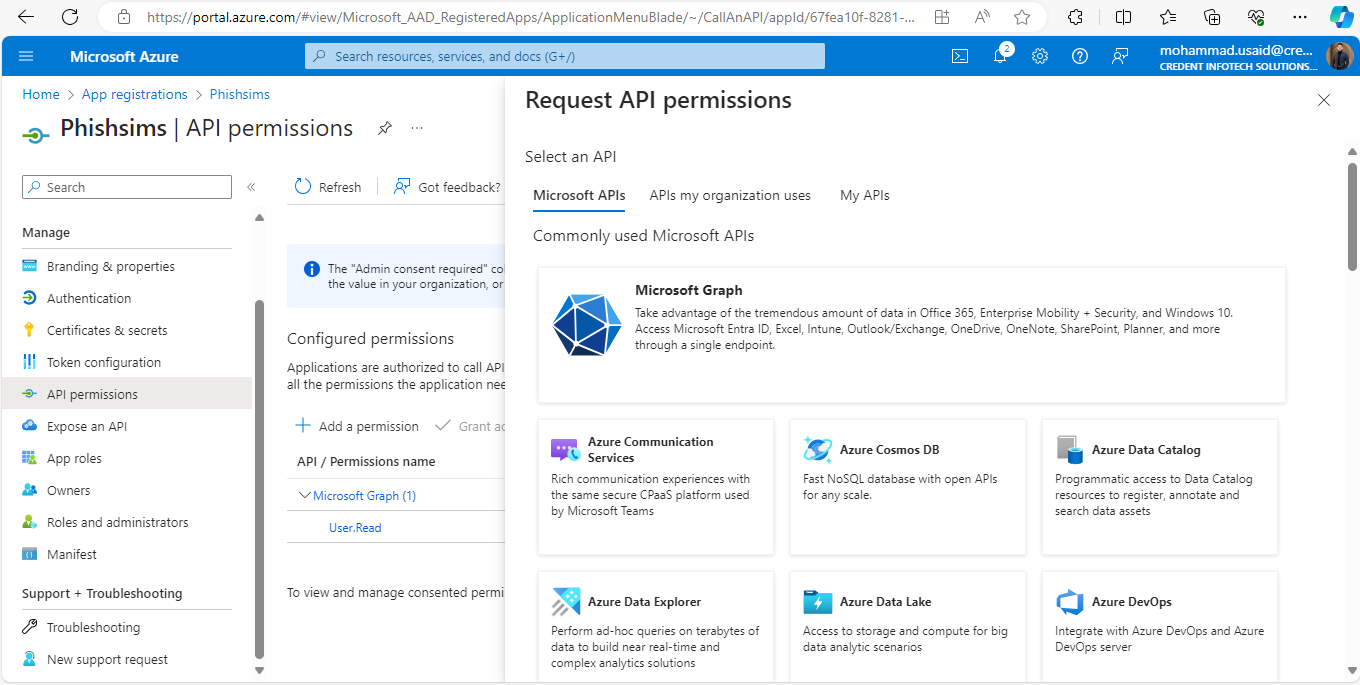 https://portal.azure.com/#view/Microsoft_AAD_RegisteredApps/ApplicationMenuBlade/~/CallAnAPI/appId/67fea10f-8281-...
Microsoft Azure
Search resources, services, and docs (G+/)
2
mohammad.usaid@cre...
CREDENT INFOTECH SOLUTIONS...
Home > App registrations > Phishsims
Phishsims | API permissions
Search
Manage
Branding & properties
Authentication
Certificates & secrets
Token configuration
API permissions
Expose an API
App roles
Owners
Roles and administrators
Manifest
Support + Troubleshooting
Troubleshooting
New support request
Refresh
Got feedback?
The "Admin consent required" co
the value in your organization, or
Configured permissions
Applications are authorized to call API
all the permissions the application nee
Add a permission
Grant ad
API / Permissions name
Microsoft Graph (1)
User.Read
To view and manage consented permi
Request API permissions
Select an API
Microsoft APIs
APIs my organization uses
My APIs
Commonly used Microsoft APIs
Microsoft Graph
Take advantage of the tremendous amount of data in Office 365, Enterprise Mobility + Security, and Windows 10.
Access Microsoft Entra ID, Excel, Intune, Outlook/Exchange, OneDrive, OneNote, SharePoint, Planner, and more
through a single endpoint.
Azure Communication
Services
Rich communication experiences with
the same secure CPaaS platform used
by Microsoft Teams
Azure Cosmos DB
Fast NoSQL database with open APIs
for any scale.
Azure Data Catalog
Programmatic access to Data Catalog
resources to register, annotate and
search data assets
Azure Data Explorer
Perform ad-hoc queries on terabytes of
data to build near real-time and
complex analytics solutions
Azure Data Lake
Access to storage and compute for big
data analytic scenarios
Azure DevOps
Integrate with Azure DevOps and Azure
DevOps server